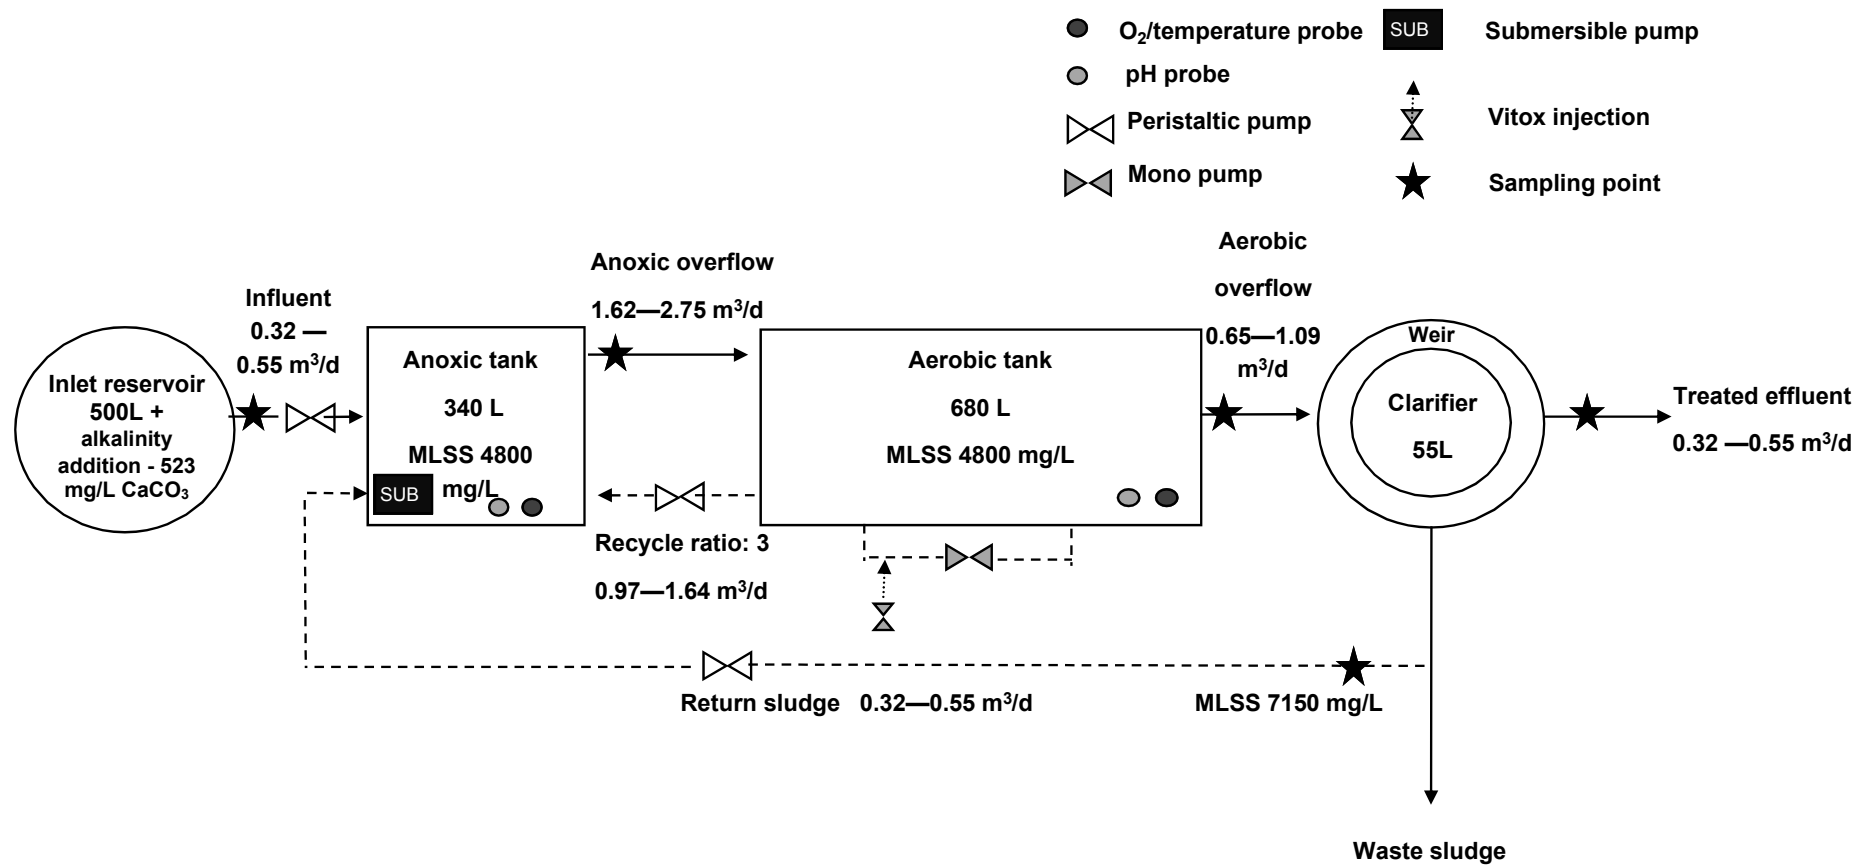 O₂/temperature probe
SUB
Submersible pump
pH probe
Peristaltic pump
Vitox injection
Mono pump
Sampling point
Influent
0.32 —
0.55 m³/d
Anoxic overflow
1.62—2.75 m³/d
Aerobic
overflow
0.65—1.09
m³/d
Inlet reservoir
500L +
alkalinity
addition - 523
mg/L CaCO₃
Anoxic tank
340 L
MLSS 4800
mg/L
SUB
Aerobic tank
680 L
MLSS 4800 mg/L
Weir
Clarifier
55L
Treated effluent
0.32 —0.55 m³/d
Recycle ratio: 3
0.97—1.64 m³/d
Return sludge 0.32—0.55 m³/d
MLSS 7150 mg/L
Waste sludge